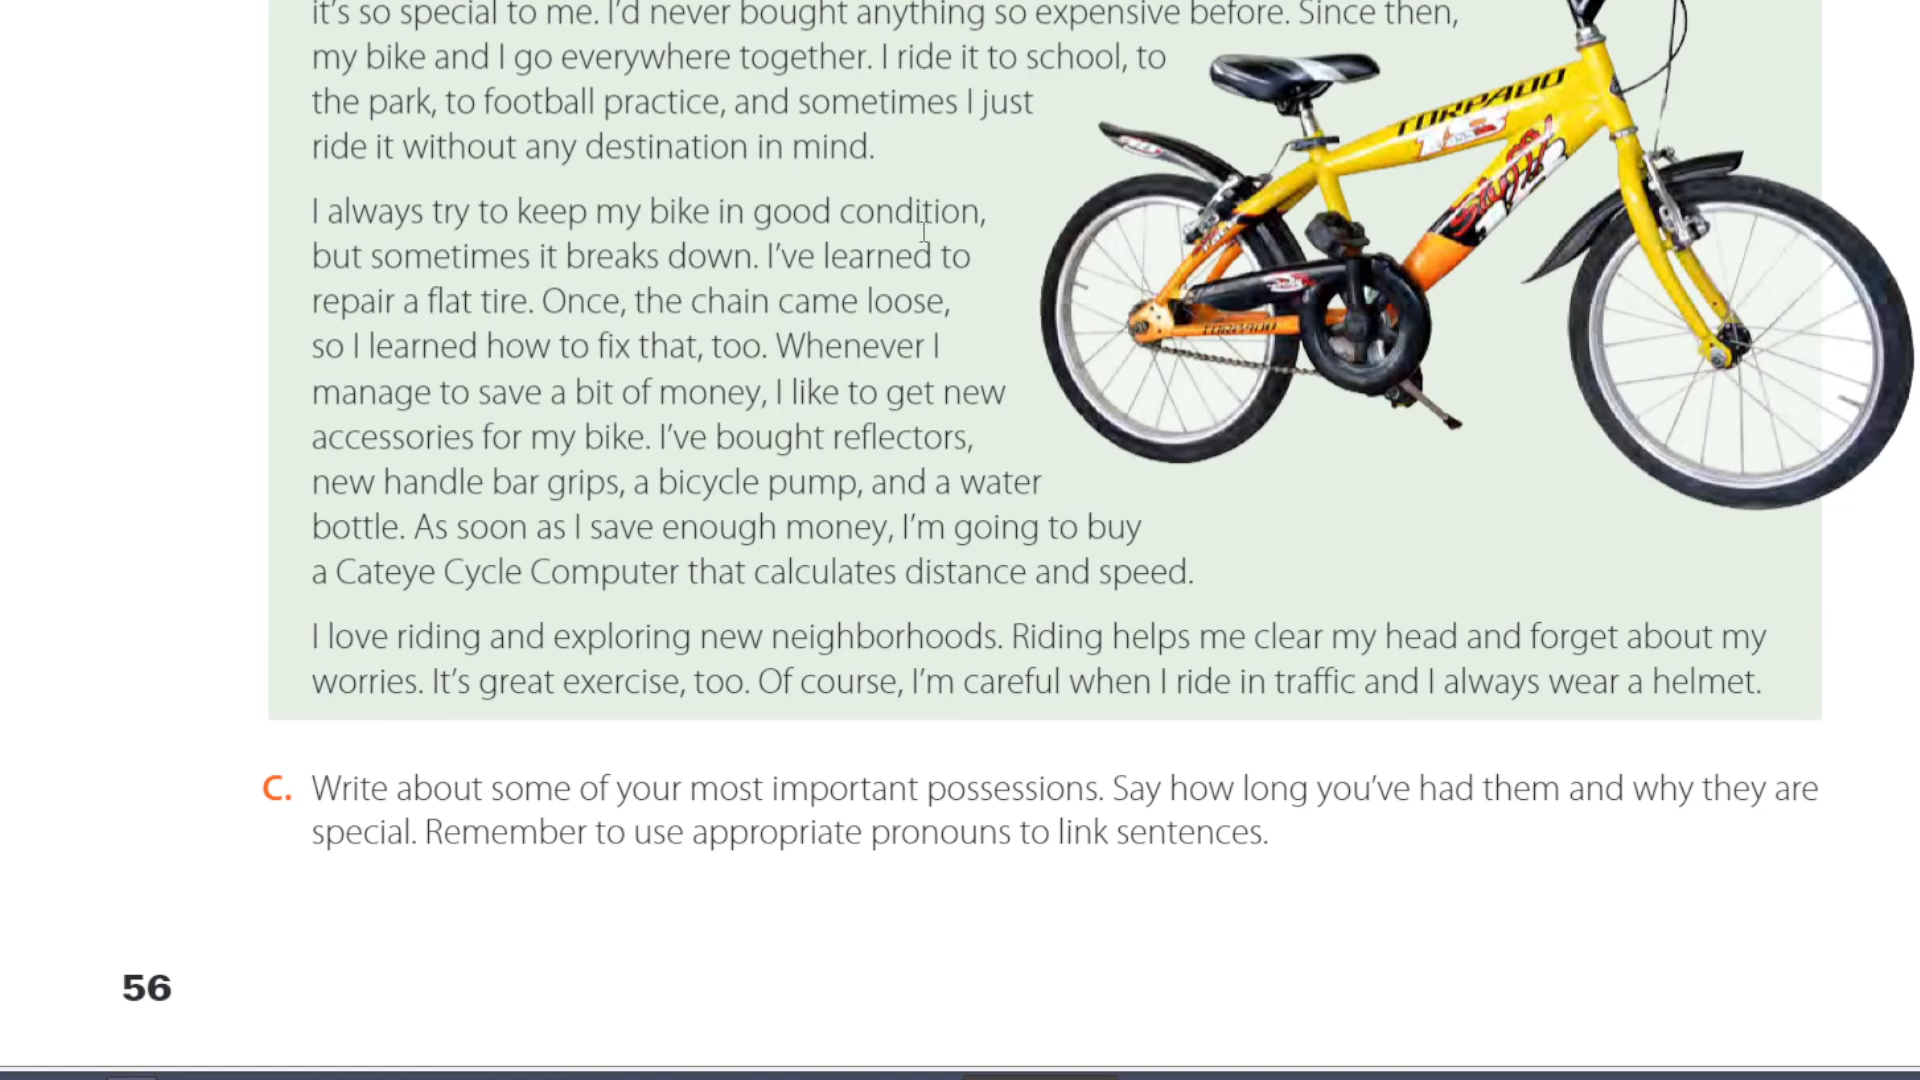 it's so special to me. I'd never bought anything so expensive before. Since then,
my bike and I go everywhere together. I ride it to school, to
the park, to football practice, and sometimes I just
ride it without any destination in mind.
I always try to keep my bike in good condition,
but sometimes it breaks down. I've learned to
repair a flat tire. Once, the chain came loose,
so I learned how to fix that, too. Whenever I
manage to save a bit of money, I like to get new
accessories for my bike. I've bought reflectors,
new handle bar grips, a bicycle pump, and a water
bottle. As soon as I save enough money, I'm going to buy
a Cateye Cycle Computer that calculates distance and speed.
I love riding and exploring new neighborhoods. Riding helps me clear my head and forget about my
worries. It's great exercise, too. Of course, I'm careful when I ride in traffic and I always wear a helmet.
TORPADO
TORPADO
C. Write about some of your most important possessions. Say how long you've had them and why they are
special. Remember to use appropriate pronouns to link sentences.
56